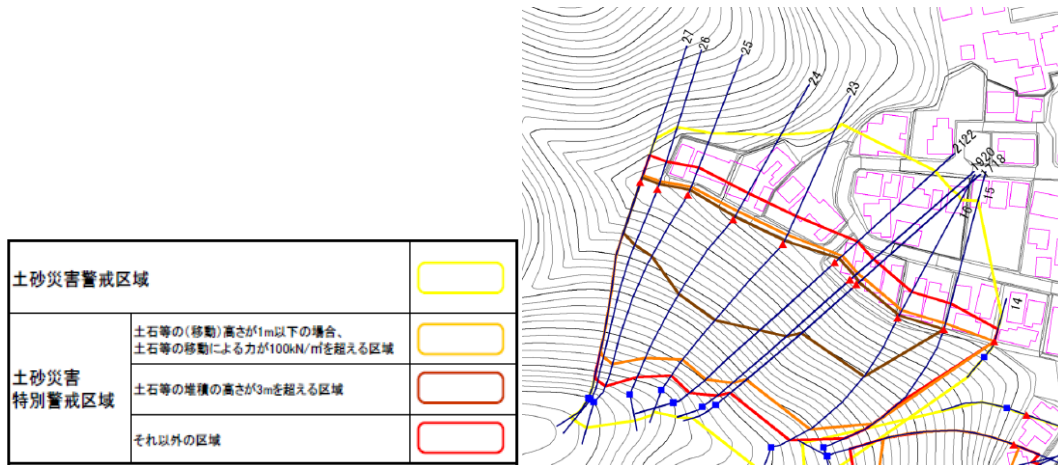 土砂災害警戒区域
土砂災害
特別警戒区域
土石等の(移動)高さが1m以下の場合、
土石等の移動による力が100kN/㎡を超える区域
土石等の堆積の高さが3mを超える区域
それ以外の区域
27
26
25
24
23
2122
1920
1718
16
15
14